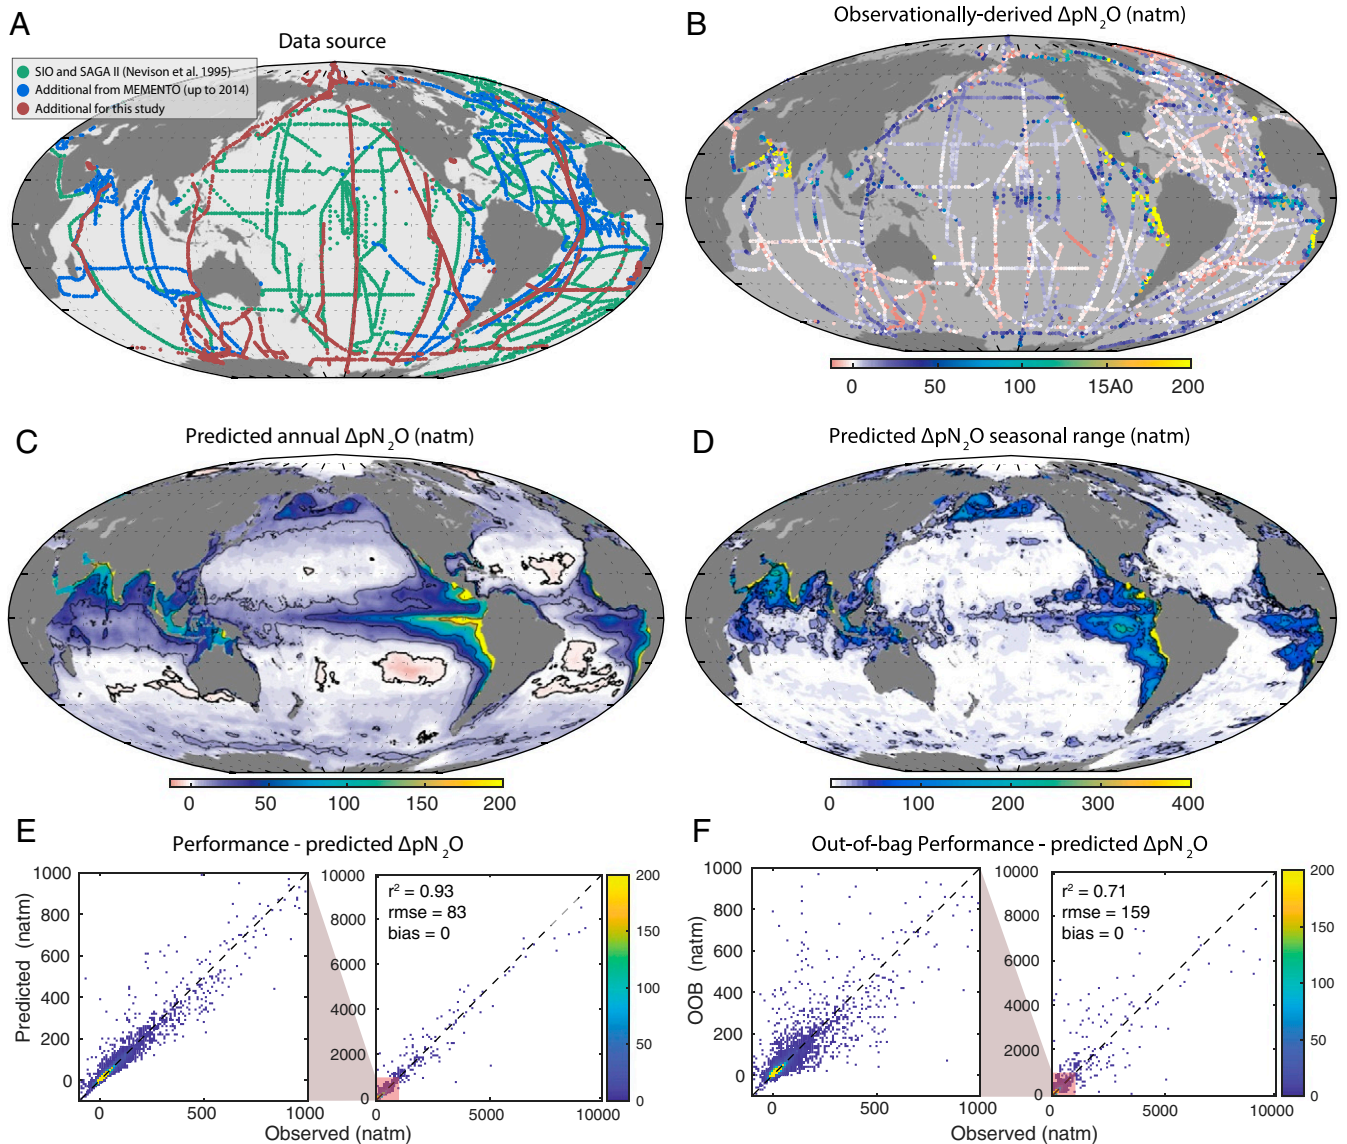 A
Data source
SIO and SAGA II (Nevison et al. 1995)
Additional from MEMENTO (up to 2014)
Additional for this study
B
Observationally-derived ΔpN₂O (natm)
0 50 100 15A0 200
C
Predicted annual ΔpN₂O (natm)
0 50 100 15A0 200
D
Predicted ΔpN₂O seasonal range (natm)
0 100 200 300 400
E
Performance - predicted ΔpN₂O
Predicted (natm)
1000
800
600
400
200
0
0 500 1000
10000
8000
6000
4000
2000
0
0 5000 10000
r² = 0.93
rmse = 83
bias = 0
200
150
100
50
0
Observed (natm)
F
Out-of-bag Performance - predicted ΔpN₂O
OOB (natm)
1000
800
600
400
200
0
0 500 1000
10000
8000
6000
4000
2000
0
0 5000 10000
r² = 0.71
rmse = 159
bias = 0
200
150
100
50
0
Observed (natm)